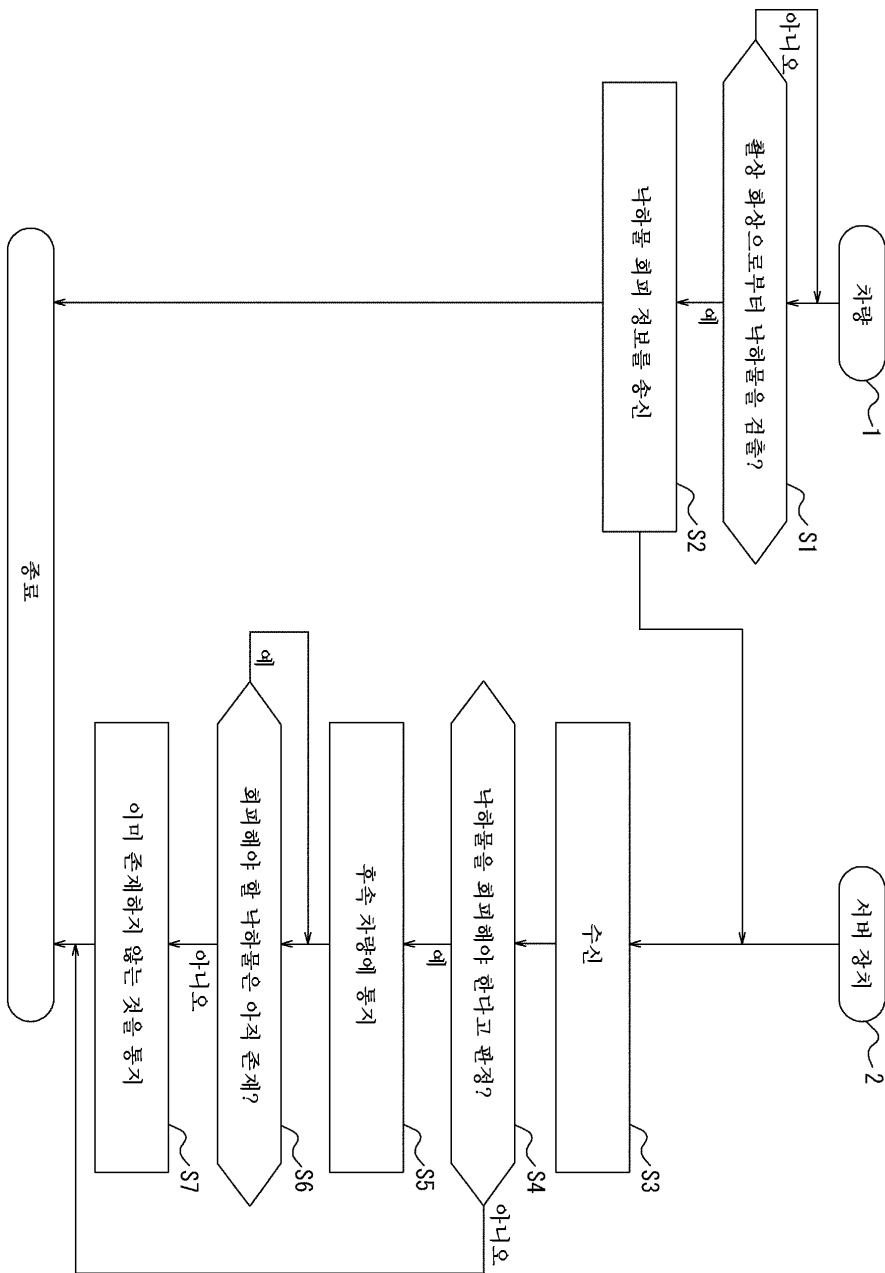 차량
1
촬상 화상으로부터 낙하물을 검출?
S1
아니오
예
낙하물 회피 정보를 송신
S2
서버 장치
2
수신
S3
낙하물을 회피해야 한다고 판정?
S4
아니오
예
후속 차량에 통지
S5
회피해야 할 낙하물은 아직 존재?
S6
예
아니오
이미 존재하지 않는 것을 통지
S7
종료